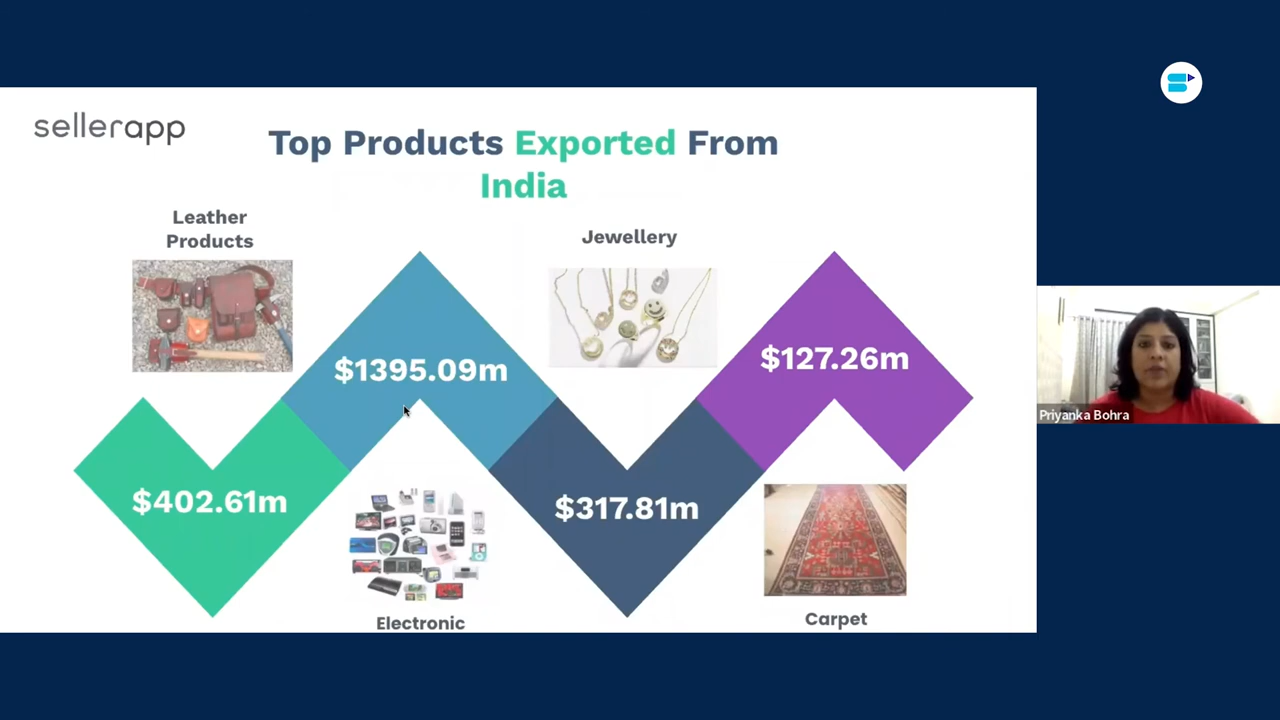 sellerapp
Top Products Exported From
India
Leather
Products
Jewellery
$1395.09m
$127.26m
$402.61m
$317.81m
Electronic
Carpet
Priyanka Bohra